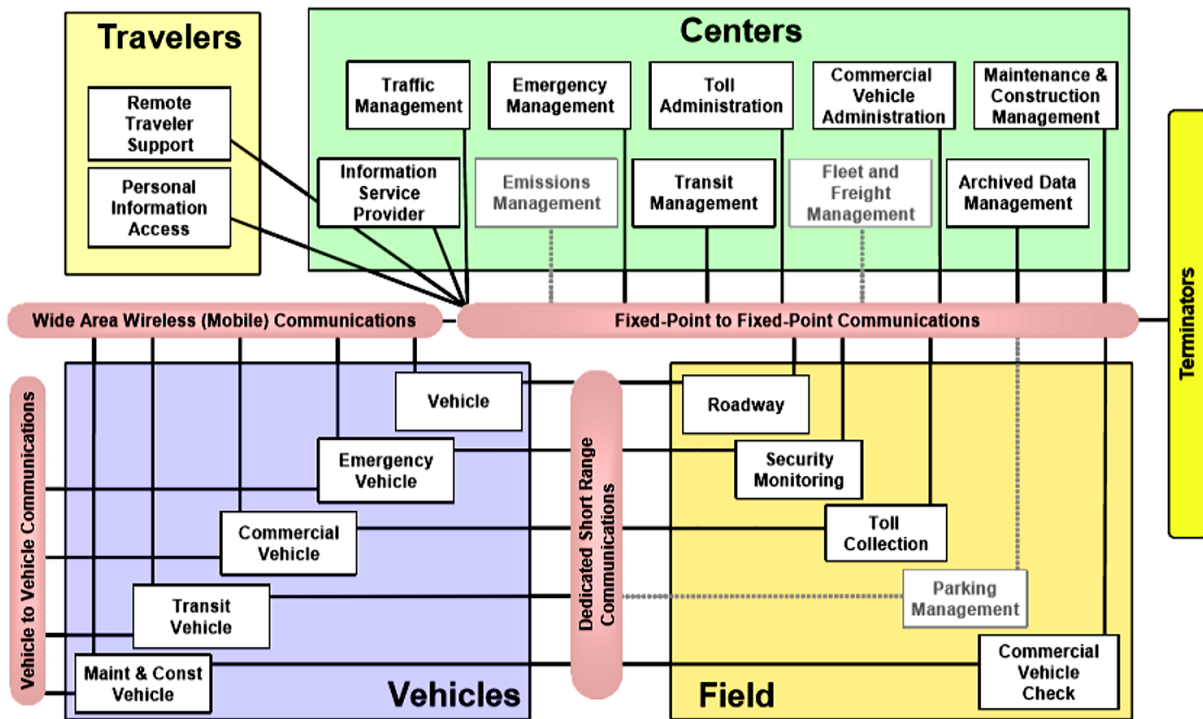 Travelers
Remote
Traveler
Support
Personal
Information
Access
Centers
Traffic
Management
Emergency
Management
Toll
Administration
Commercial
Vehicle
Administration
Maintenance &
Construction
Management
Information
Service
Provider
Emissions
Management
Transit
Management
Fleet and
Freight
Management
Archived Data
Management
Terminators
Wide Area Wireless (Mobile) Communications
Fixed-Point to Fixed-Point Communications
Vehicle to Vehicle Communications
Vehicle
Emergency
Vehicle
Commercial
Vehicle
Transit
Vehicle
Maint & Const
Vehicle
Vehicles
Dedicated Short Range
Communications
Roadway
Security
Monitoring
Toll
Collection
Parking
Management
Commercial
Vehicle
Check
Field